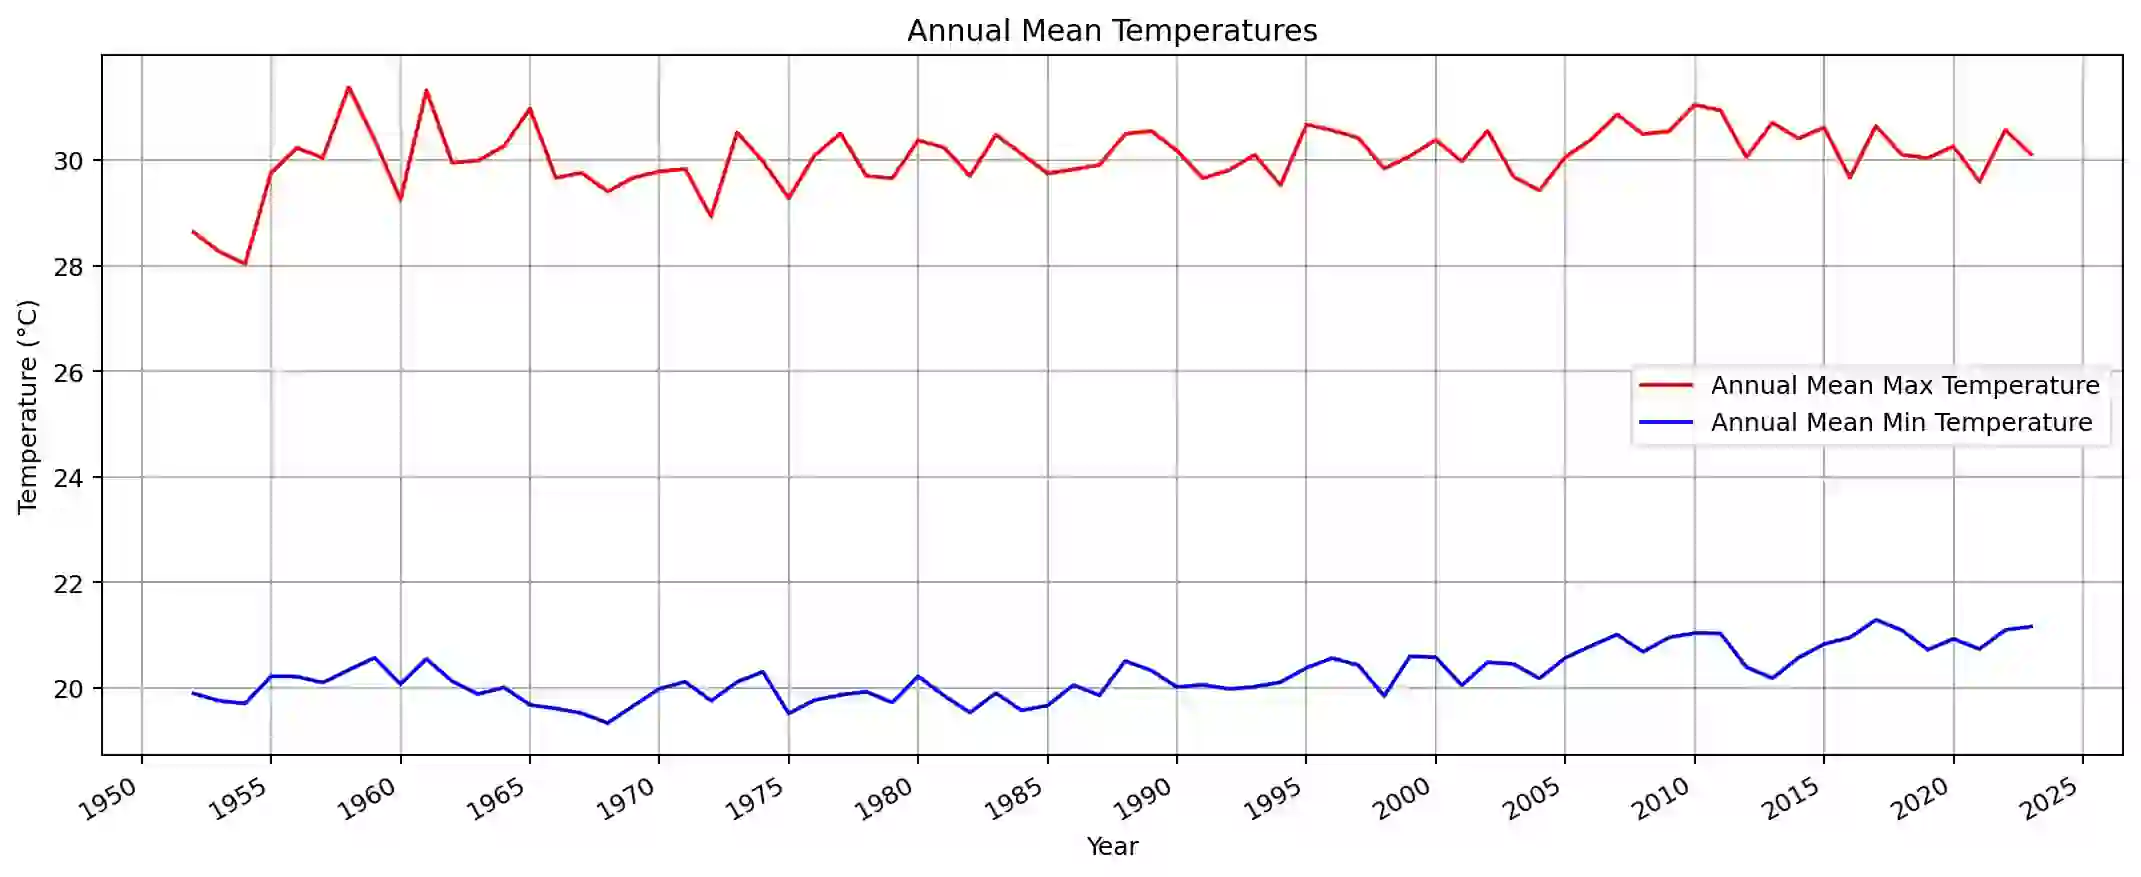 Annual Mean Temperatures
Temperature (°C)
30
28
26
24
22
20
Annual Mean Max Temperature
Annual Mean Min Temperature
1950 1955 1960 1965 1970 1975 1980 1985 1990 1995 2000 2005 2010 2015 2020 2025
Year